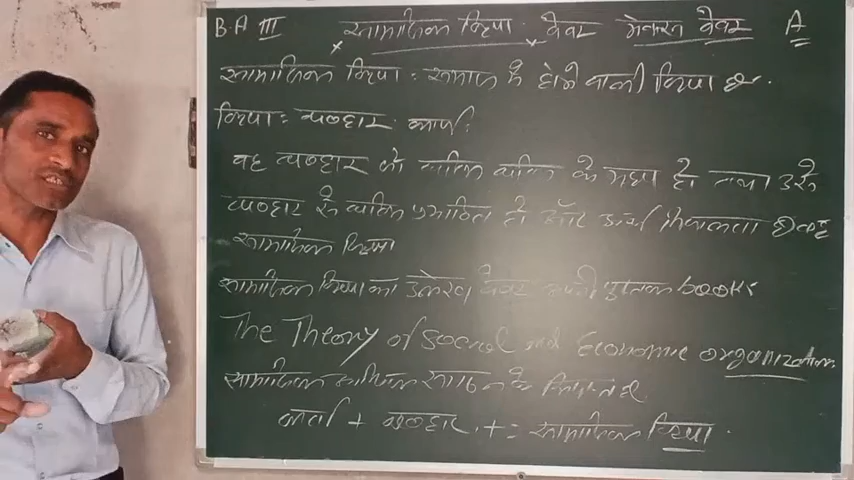 B.A III सामाजिक क्रिया वेबर मेक्स वेबर A
सामाजिक क्रिया : समाज मे होने वाली क्रिया है.
क्रिया = व्यवहार कार्य.
वह व्यवहार जो व्यक्ति व्यक्ति के मध्य हो तथा उस
व्यवहार से व्यक्ति प्रभावित हो और अर्थ निकलता
सामाजिक क्रिया
सामाजिक क्रिया का उल्लेख वेबर अपनी पुस्तक books
The Theory of Social and Economic organization.
सामाजिक आर्थिक
कर्ता + व्यवहार + = सामाजिक क्रिया.